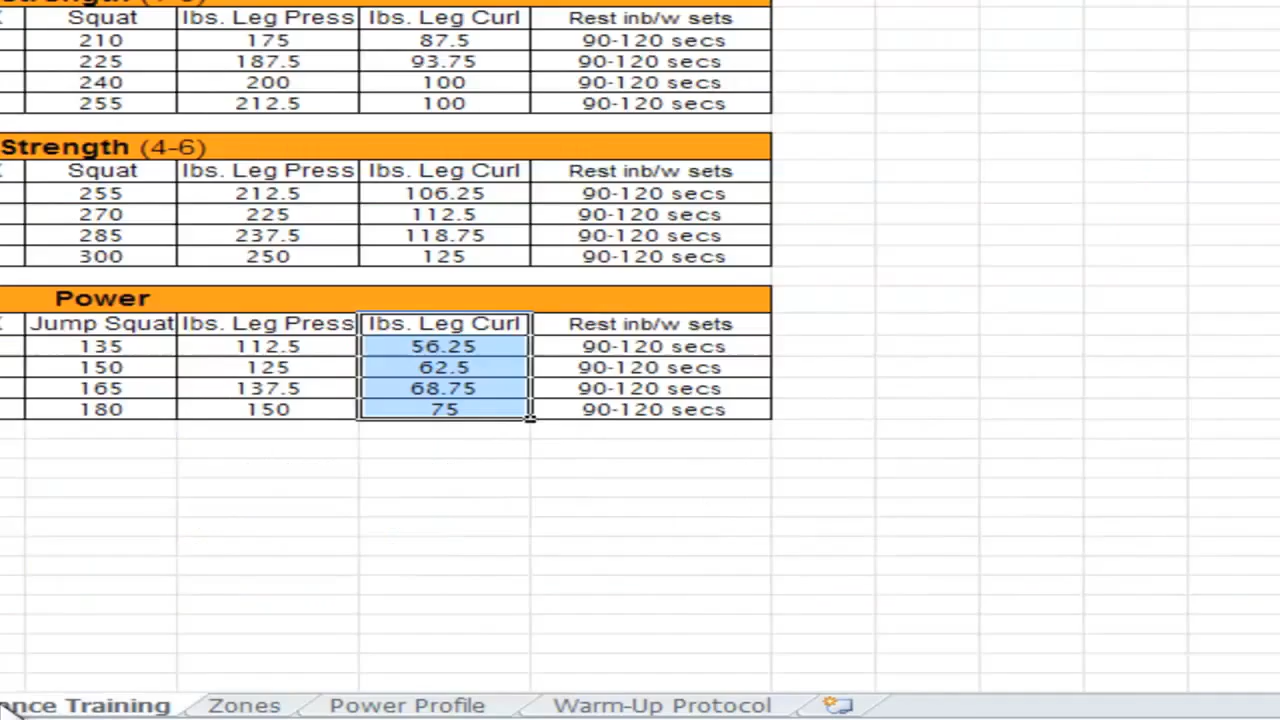 Squat lbs. Leg Press lbs. Leg Curl Rest inb/w sets
210 175 87.5 90-120 secs
225 187.5 93.75 90-120 secs
240 200 100 90-120 secs
255 212.5 100 90-120 secs
Strength (4-6)
Squat lbs. Leg Press lbs. Leg Curl Rest inb/w sets
255 212.5 106.25 90-120 secs
270 225 112.5 90-120 secs
285 237.5 118.75 90-120 secs
300 250 125 90-120 secs
Power
Jump Squat lbs. Leg Press lbs. Leg Curl Rest inb/w sets
135 112.5 56.25 90-120 secs
150 125 62.5 90-120 secs
165 137.5 68.75 90-120 secs
180 150 75 90-120 secs
nce Training Zones Power Profile Warm-Up Protocol